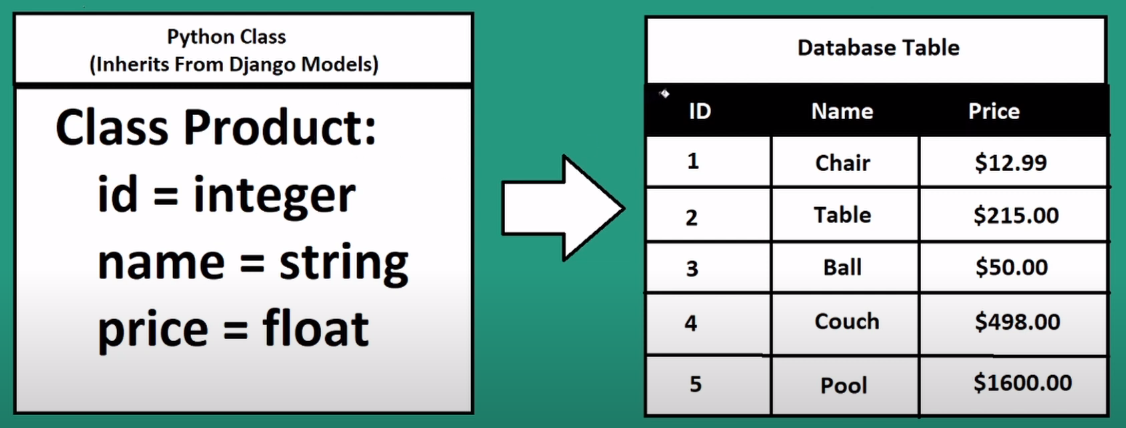 Python Class
(Inherits From Django Models)
Class Product:
id = integer
name = string
price = float
Database Table
ID Name Price
1 Chair $12.99
2 Table $215.00
3 Ball $50.00
4 Couch $498.00
5 Pool $1600.00